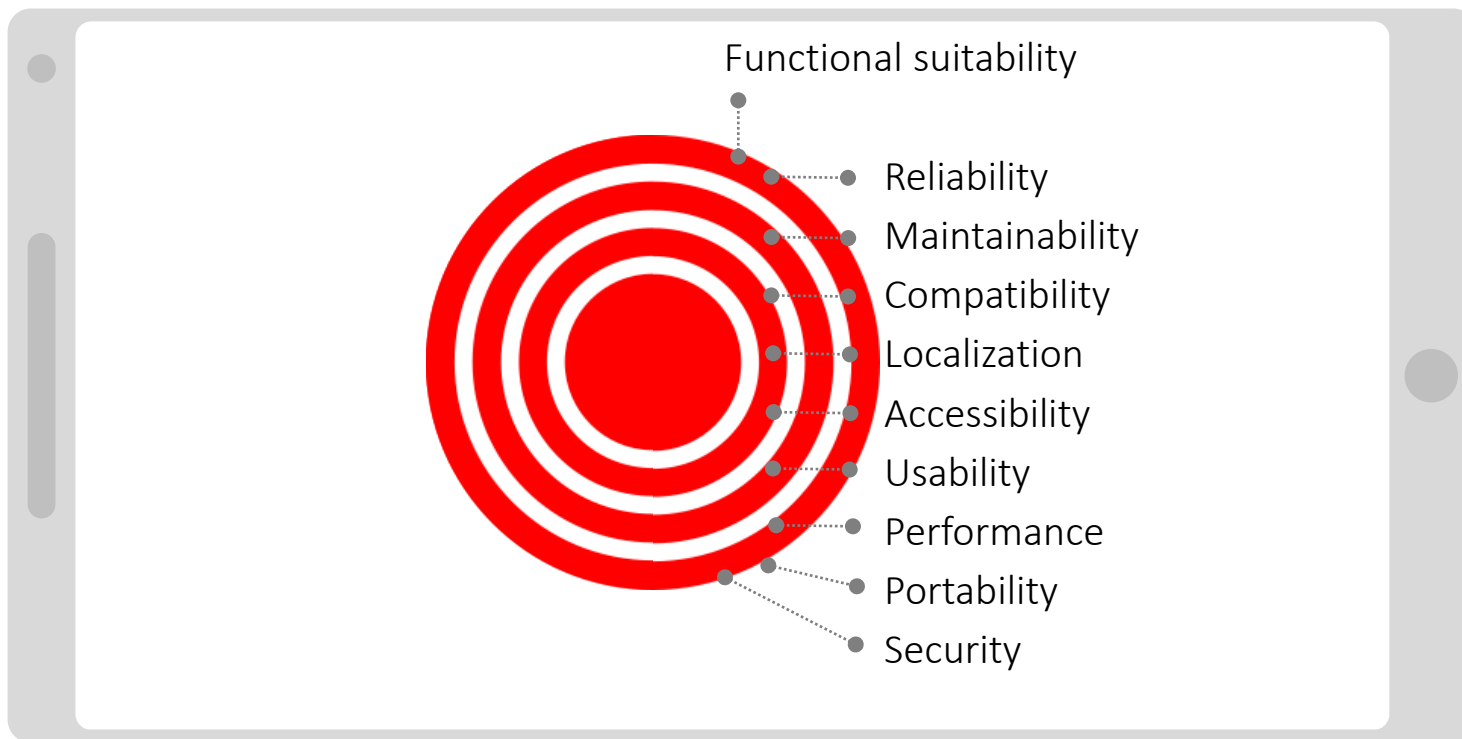 Functional suitability
Reliability
Maintainability
Compatibility
Localization
Accessibility
Usability
Performance
Portability
Security